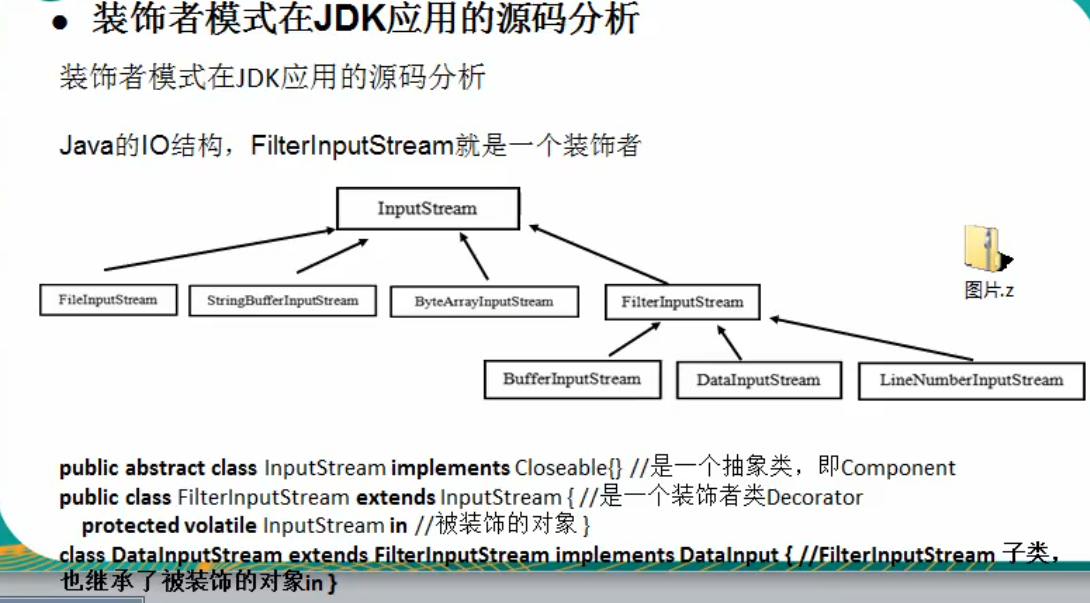 ● 装饰者模式在JDK应用的源码分析
装饰者模式在JDK应用的源码分析
Java的IO结构，FilterInputStream就是一个装饰者
InputStream
图片.z
FileInputStream
StringBufferInputStream
ByteArrayInputStream
FilterInputStream
BufferInputStream
DataInputStream
LineNumberInputStream
public abstract class InputStream implements Closeable{} //是一个抽象类，即Component
public class FilterInputStream extends InputStream { //是一个装饰者类Decorator
protected volatile InputStream in //被装饰的对象 }
class DataInputStream extends FilterInputStream implements DataInput { //FilterInputStream 子类，
也继承了被装饰的对象in }